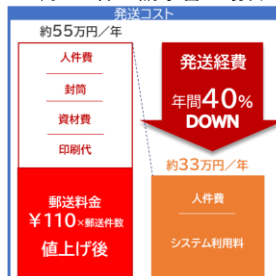 発送コスト
約55万円／年
人件費
封筒
資材費
印刷代
郵送料金
￥110×郵送件数
値上げ後
発送経費
年間40%
DOWN
約33万円／年
人件費
システム利用料